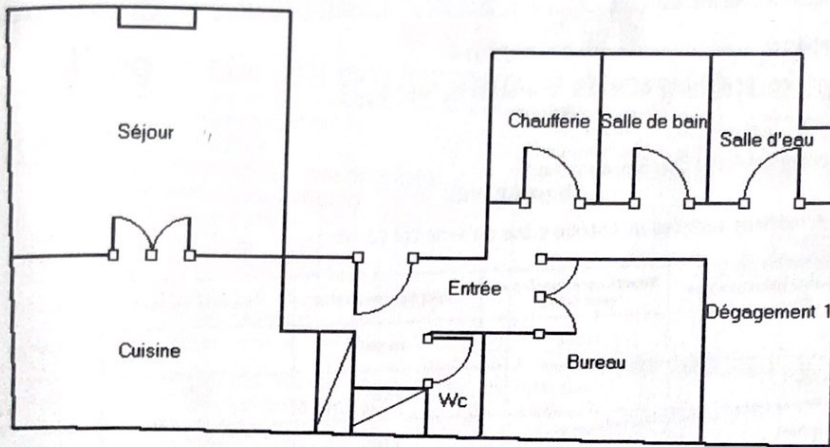 Séjour
Chaufferie
Salle de bain
Salle d'eau
Entrée
Dégagement 1
Cuisine
Bureau
Wc